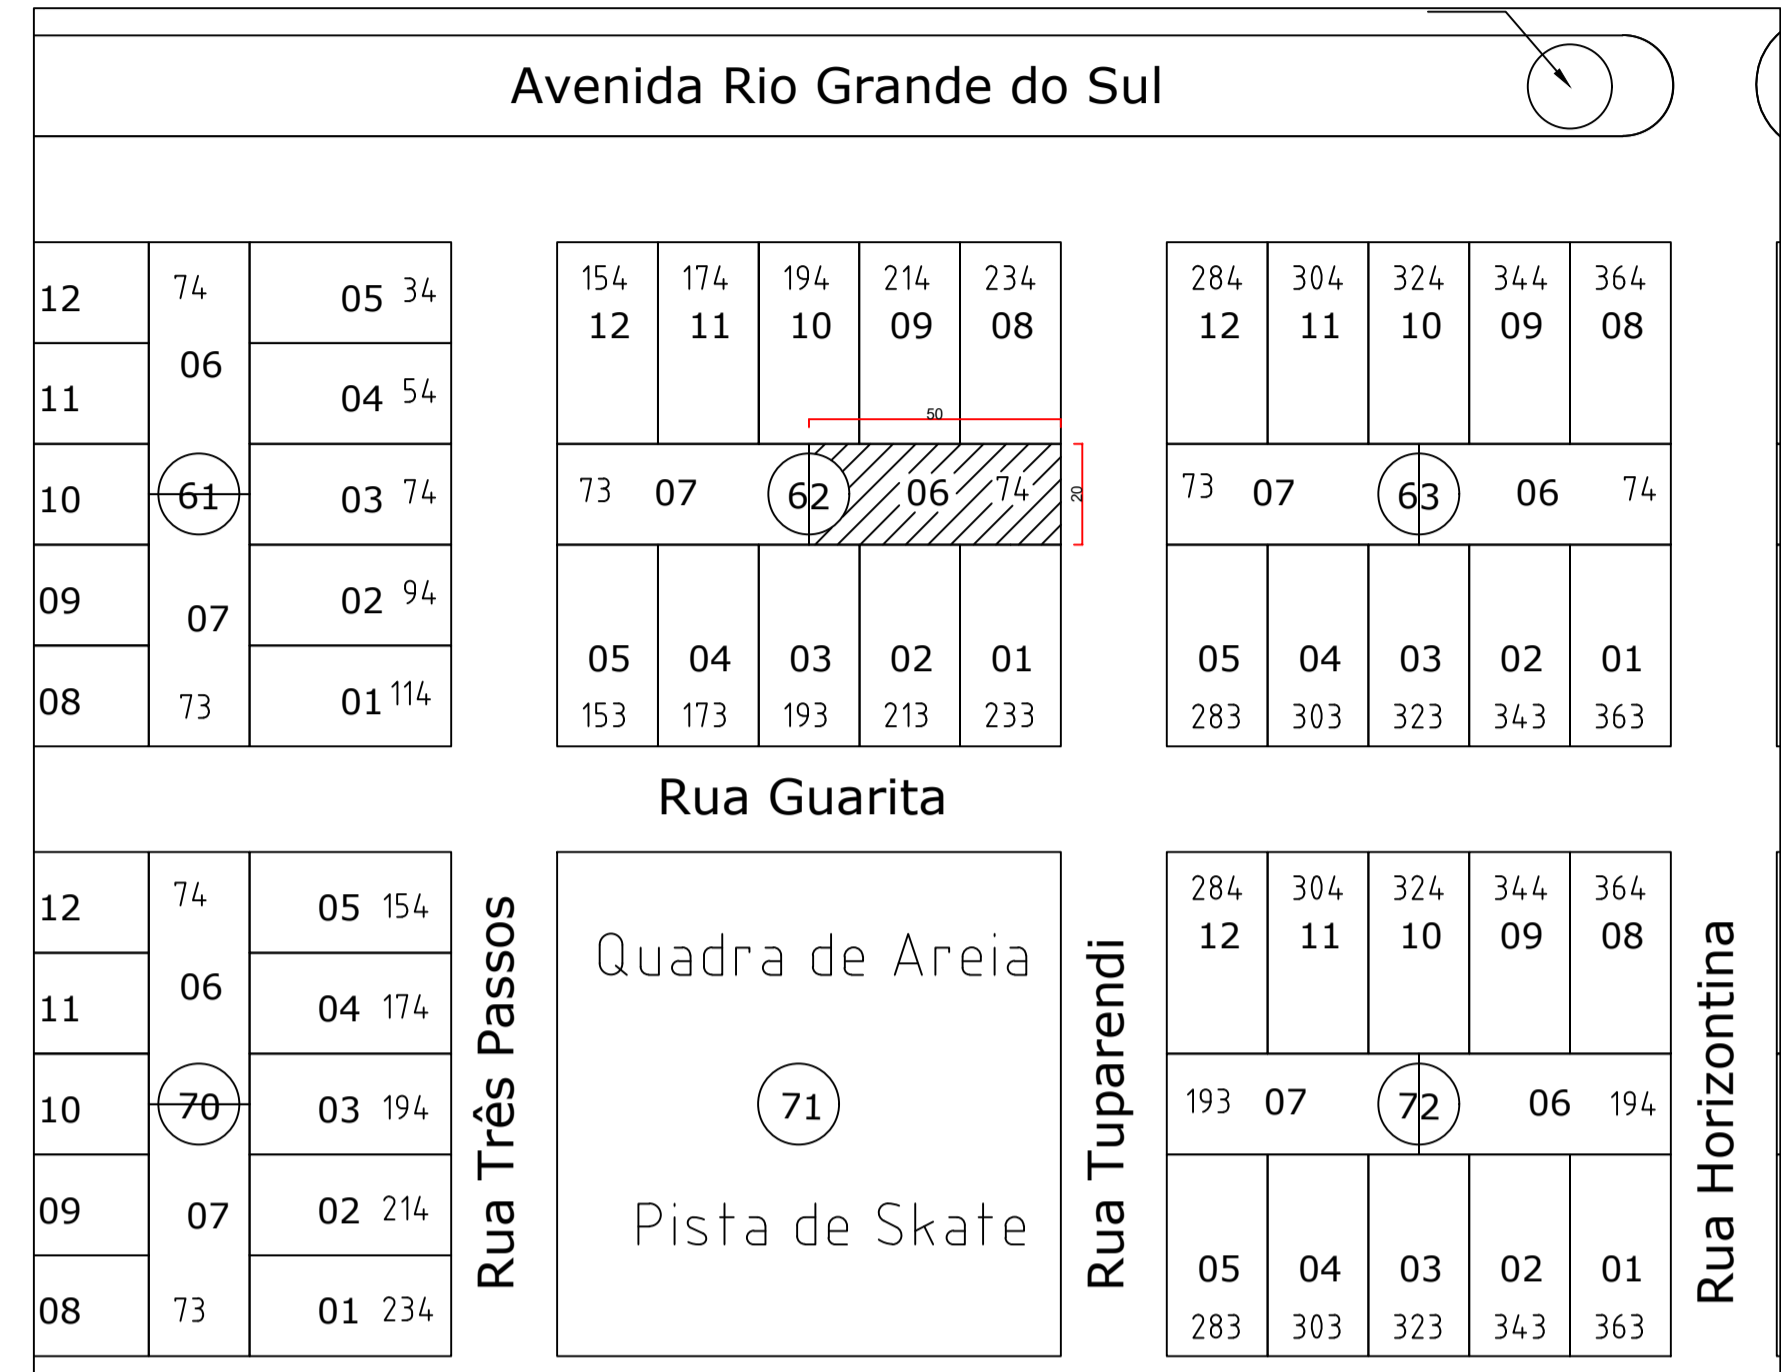 Avenida Rio Grande do Sul
12 74 05 34
06
11 04 54
10 61 03 74
09 02 94
07
08 73 01 114
154 174 194 214 234
12 11 10 09 08
50
73 07 62 06 74 20
05 04 03 02 01
153 173 193 213 233
284 304 324 344 364
12 11 10 09 08
73 07 63 06 74
05 04 03 02 01
283 303 323 343 363
Rua Guarita
12 74 05 154
06
11 04 174
10 70 03 194
09 07 02 214
08 73 01 234
Rua Três Passos
Quadra de Areia
71
Pista de Skate
Rua Tuparendi
284 304 324 344 364
12 11 10 09 08
193 07 72 06 194
05 04 03 02 01
283 303 323 343 363
Rua Horizontina